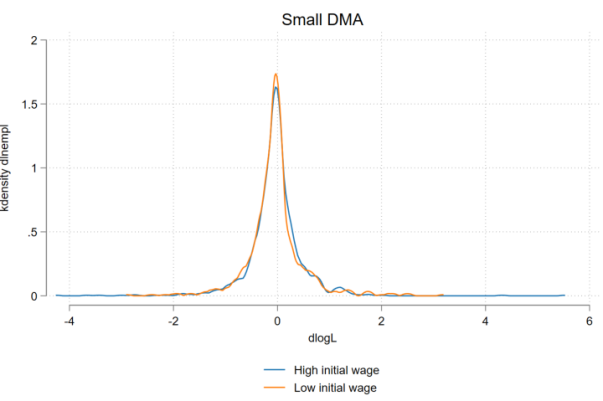 Small DMA
kdensity dlnempl
2
1.5
1
.5
0
-4 -2 0 2 4 6
dlogL
High initial wage
Low initial wage